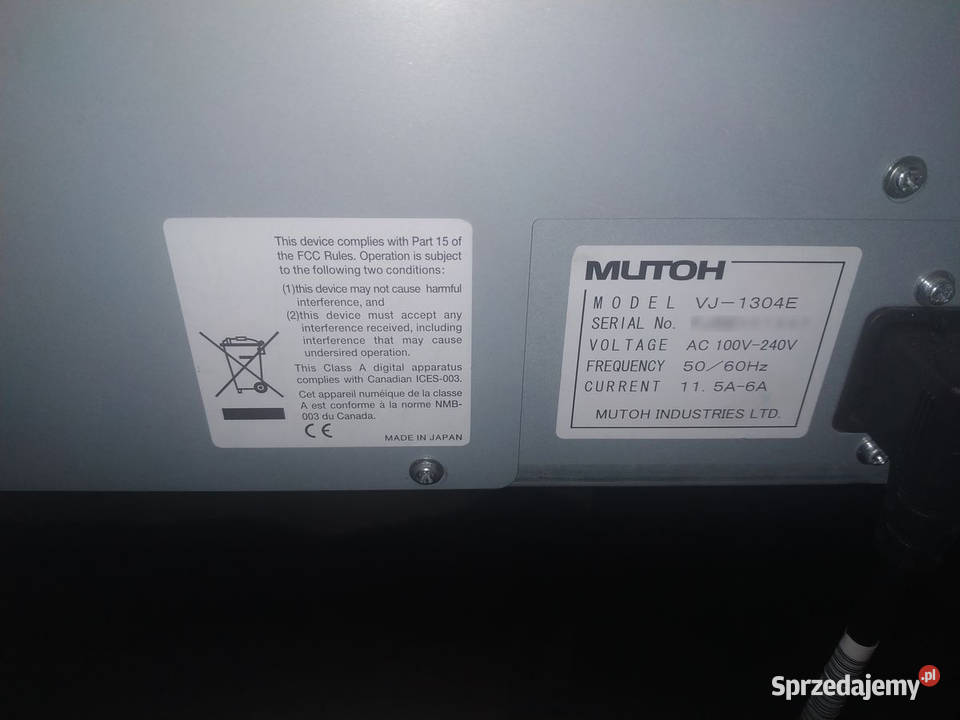 This device complies with Part 15 of
the FCC Rules. Operation is subject
to the following two conditions:
(1)this device may not cause harmful
interference, and
(2)this device must accept any
interference received, including
interference that may cause
undersired operation.
This Class A digital apparatus
complies with Canadian ICES-003.
Cet appareil numéique de la classe
A est conforme à la norme NMB-
003 du Canada.
CE
MADE IN JAPAN
MUTOH
MODEL VJ-1304E
SERIAL No.
VOLTAGE AC 100V-240V
FREQUENCY 50/60Hz
CURRENT 11. 5A-6A
MUTOH INDUSTRIES LTD.
Sprzedajemy.pl